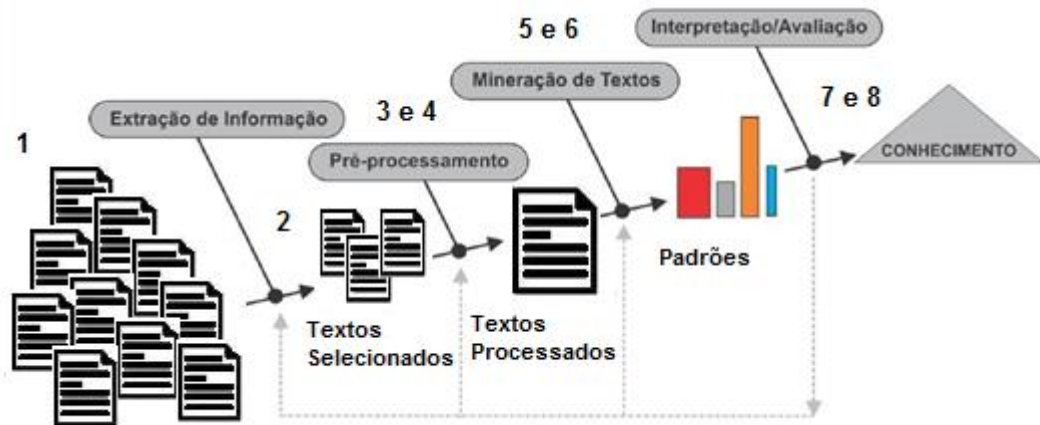 1
Extração de Informação
2
Textos
Selecionados
3 e 4
Pré-processamento
Textos
Processados
5 e 6
Mineração de Textos
Padrões
Interpretação/Avaliação
7 e 8
CONHECIMENTO